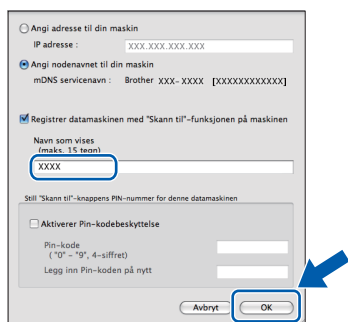 Angi adresse til din maskin
IP adresse : XXX.XXX.XXX.XXX
Angi nodenavnet til din maskin
mDNS servicenavn : Brother XXX-XXXX [XXXXXXXXXXXX]
Registrer datamaskinen med "Skann til"-funksjonen på maskinen
Navn som vises
(maks. 15 tegn)
XXXX
Still "Skann til"-knappens PIN-nummer for denne datamaskinen
Aktiverer Pin-kodebeskyttelse
Pin-kode
( "0" - "9", 4-siffret)
Legg inn Pin-koden på nytt
Avbryt OK